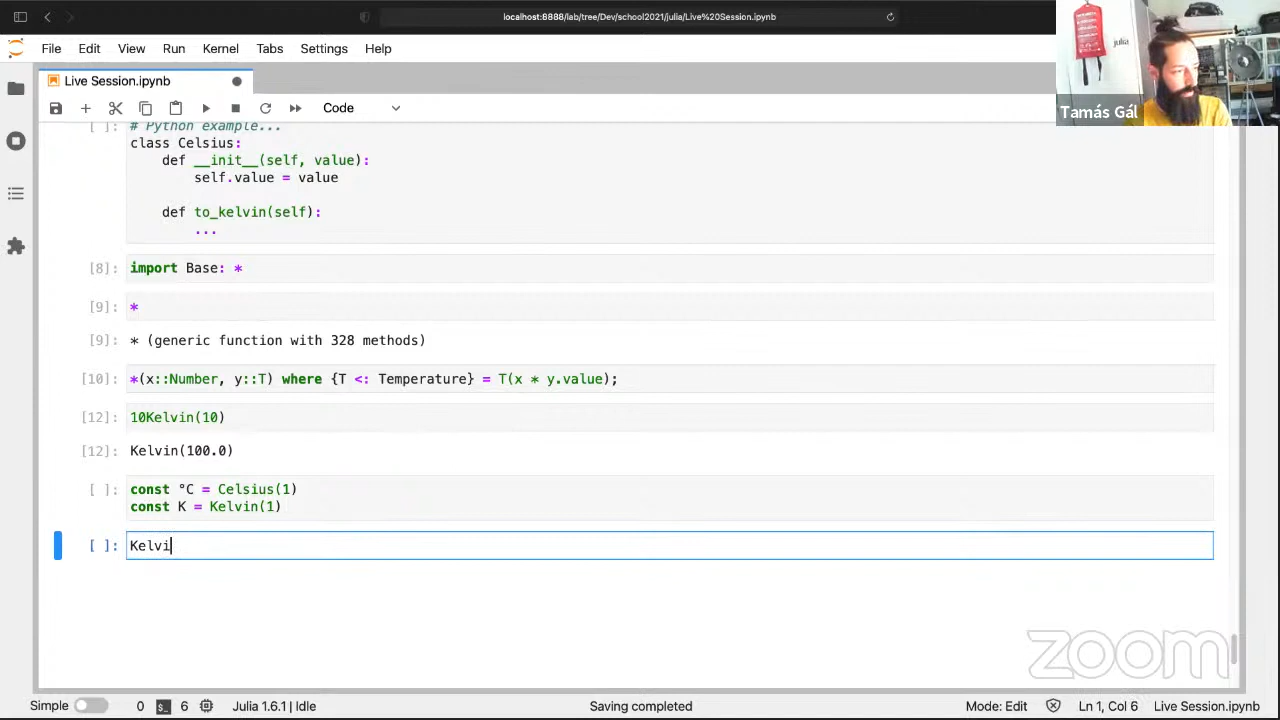 localhost:8888/lab/tree/Dev/school2021/julia/Live%20Session.ipynb
julia
Tamás Gál
File Edit View Run Kernel Tabs Settings Help
Live Session.ipynb
Code
[ ]: # Python example...
class Celsius:
    def __init__(self, value):
        self.value = value
    def to_kelvin(self):
        ...
[8]: import Base: *
[9]: *
[9]: * (generic function with 328 methods)
[10]: *(x::Number, y::T) where {T <: Temperature} = T(x * y.value);
[12]: 10Kelvin(10)
[12]: Kelvin(100.0)
[ ]: const °C = Celsius(1)
const K = Kelvin(1)
[ ]: Kelvi
zoom
Simple 0 $_ 6 Julia 1.6.1 | Idle Saving completed Mode: Edit Ln 1, Col 6 Live Session.ipynb